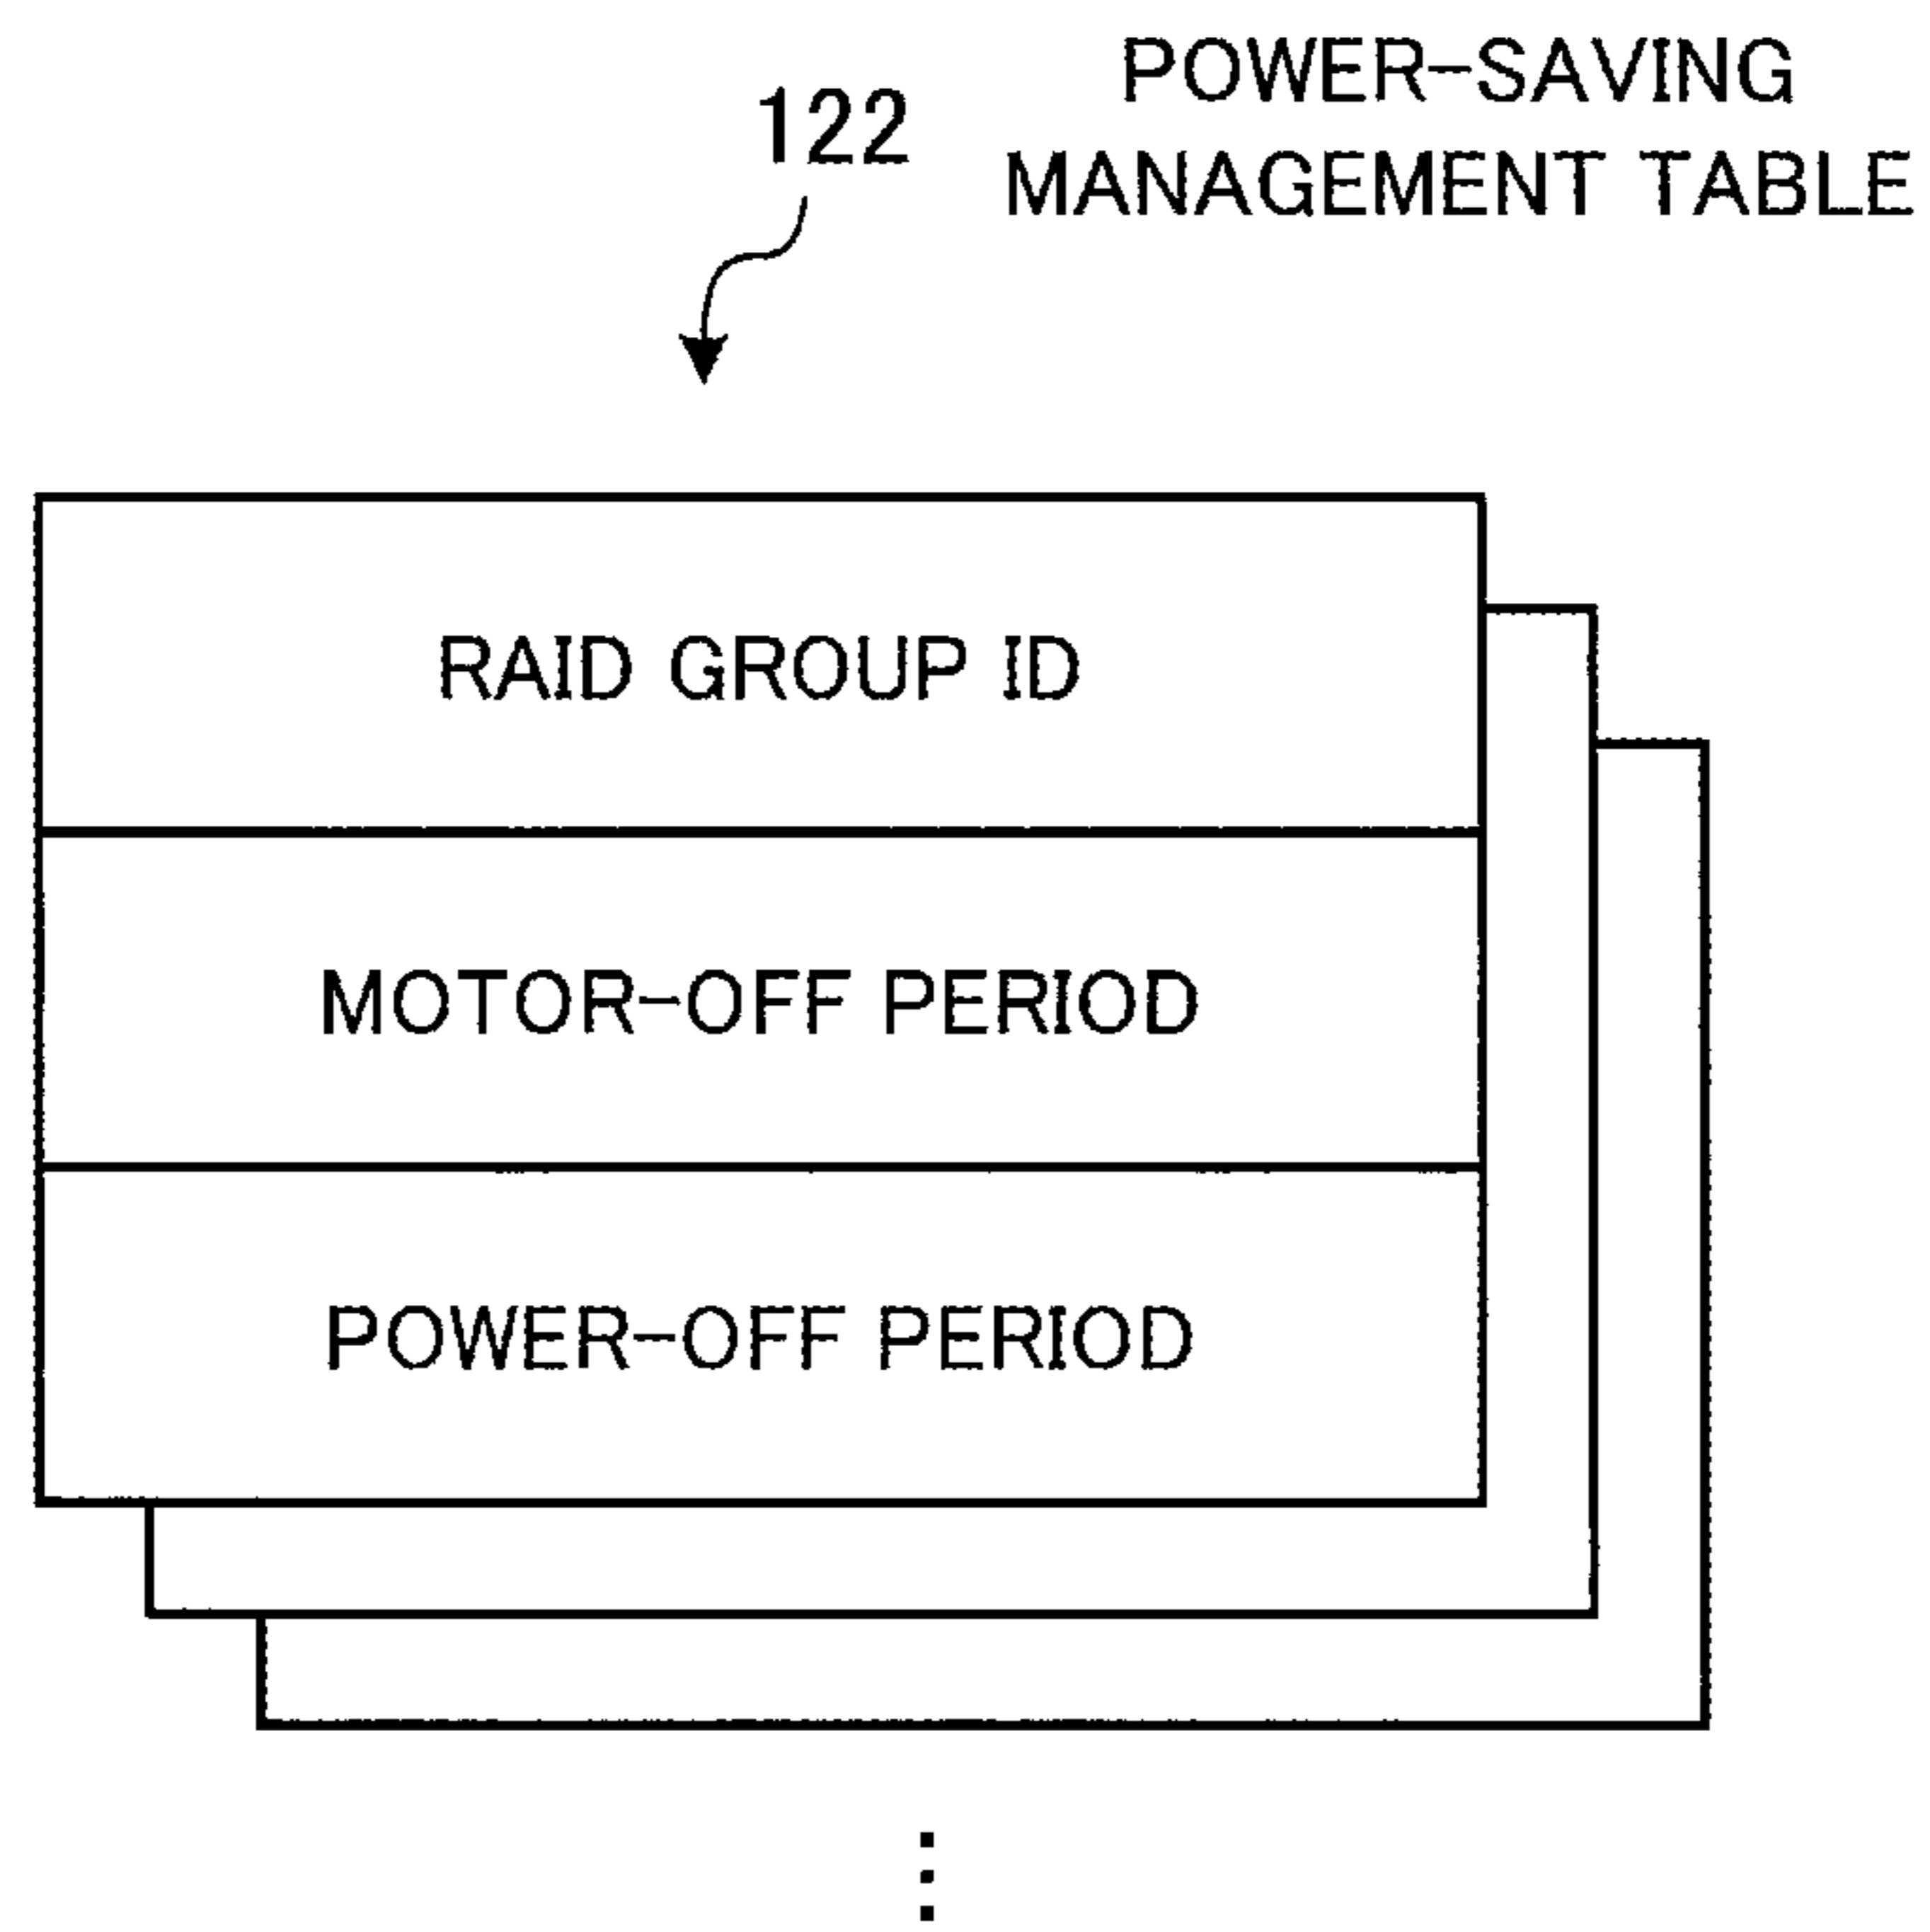 POWER-SAVING
MANAGEMENT TABLE
122
RAID GROUP ID
MOTOR-OFF PERIOD
POWER-OFF PERIOD